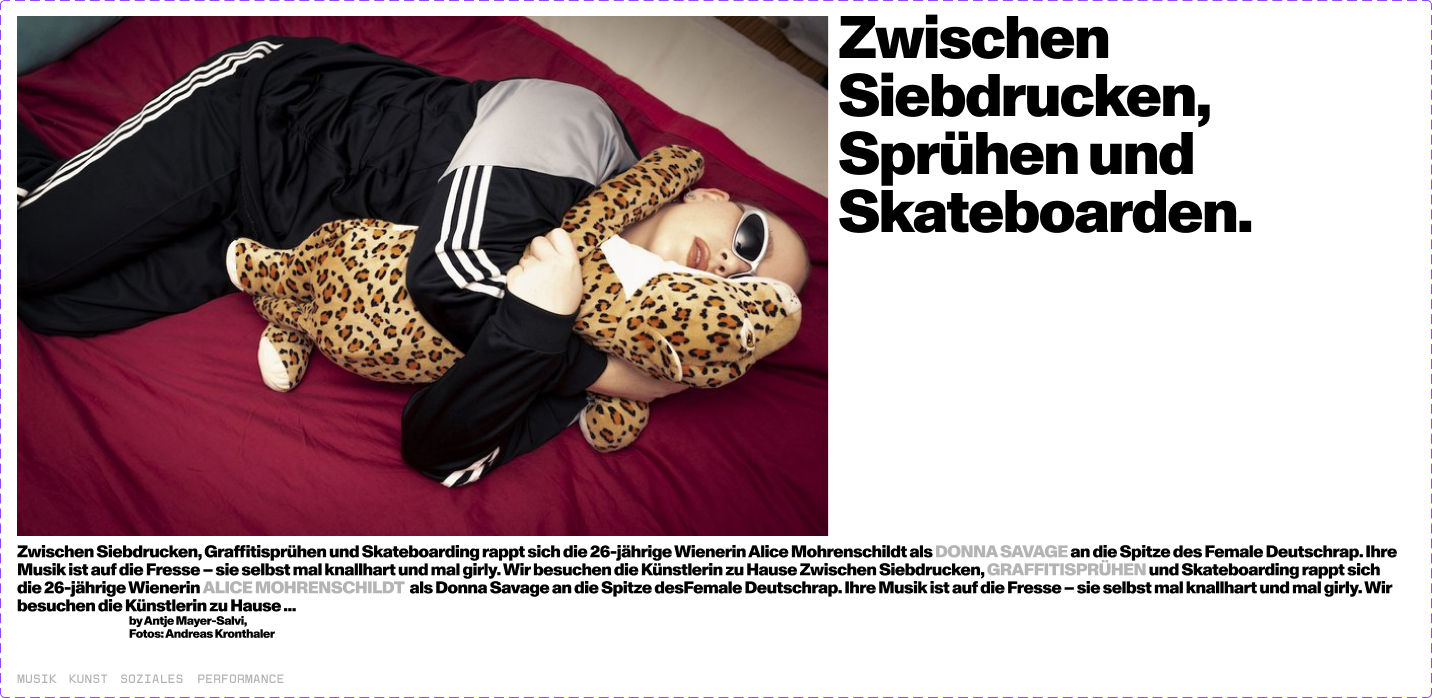 Zwischen
Siebdrucken,
Sprühen und
Skateboarden.
Zwischen Siebdrucken, Graffitisprühen und Skateboarding rappt sich die 26-jährige Wienerin Alice Mohrenschildt als DONNA SAVAGE an die Spitze des Female Deutschrap. Ihre
Musik ist auf die Fresse – sie selbst mal knallhart und mal girly. Wir besuchen die Künstlerin zu Hause Zwischen Siebdrucken, GRAFFITISPRÜHEN und Skateboarding rappt sich
die 26-jährige Wienerin ALICE MOHRENSCHILDT als Donna Savage an die Spitze desFemale Deutschrap. Ihre Musik ist auf die Fresse – sie selbst mal knallhart und mal girly. Wir
besuchen die Künstlerin zu Hause ...
by Antje Mayer-Salvi,
Fotos: Andreas Kronthaler
MUSIK KUNST SOZIALES PERFORMANCE